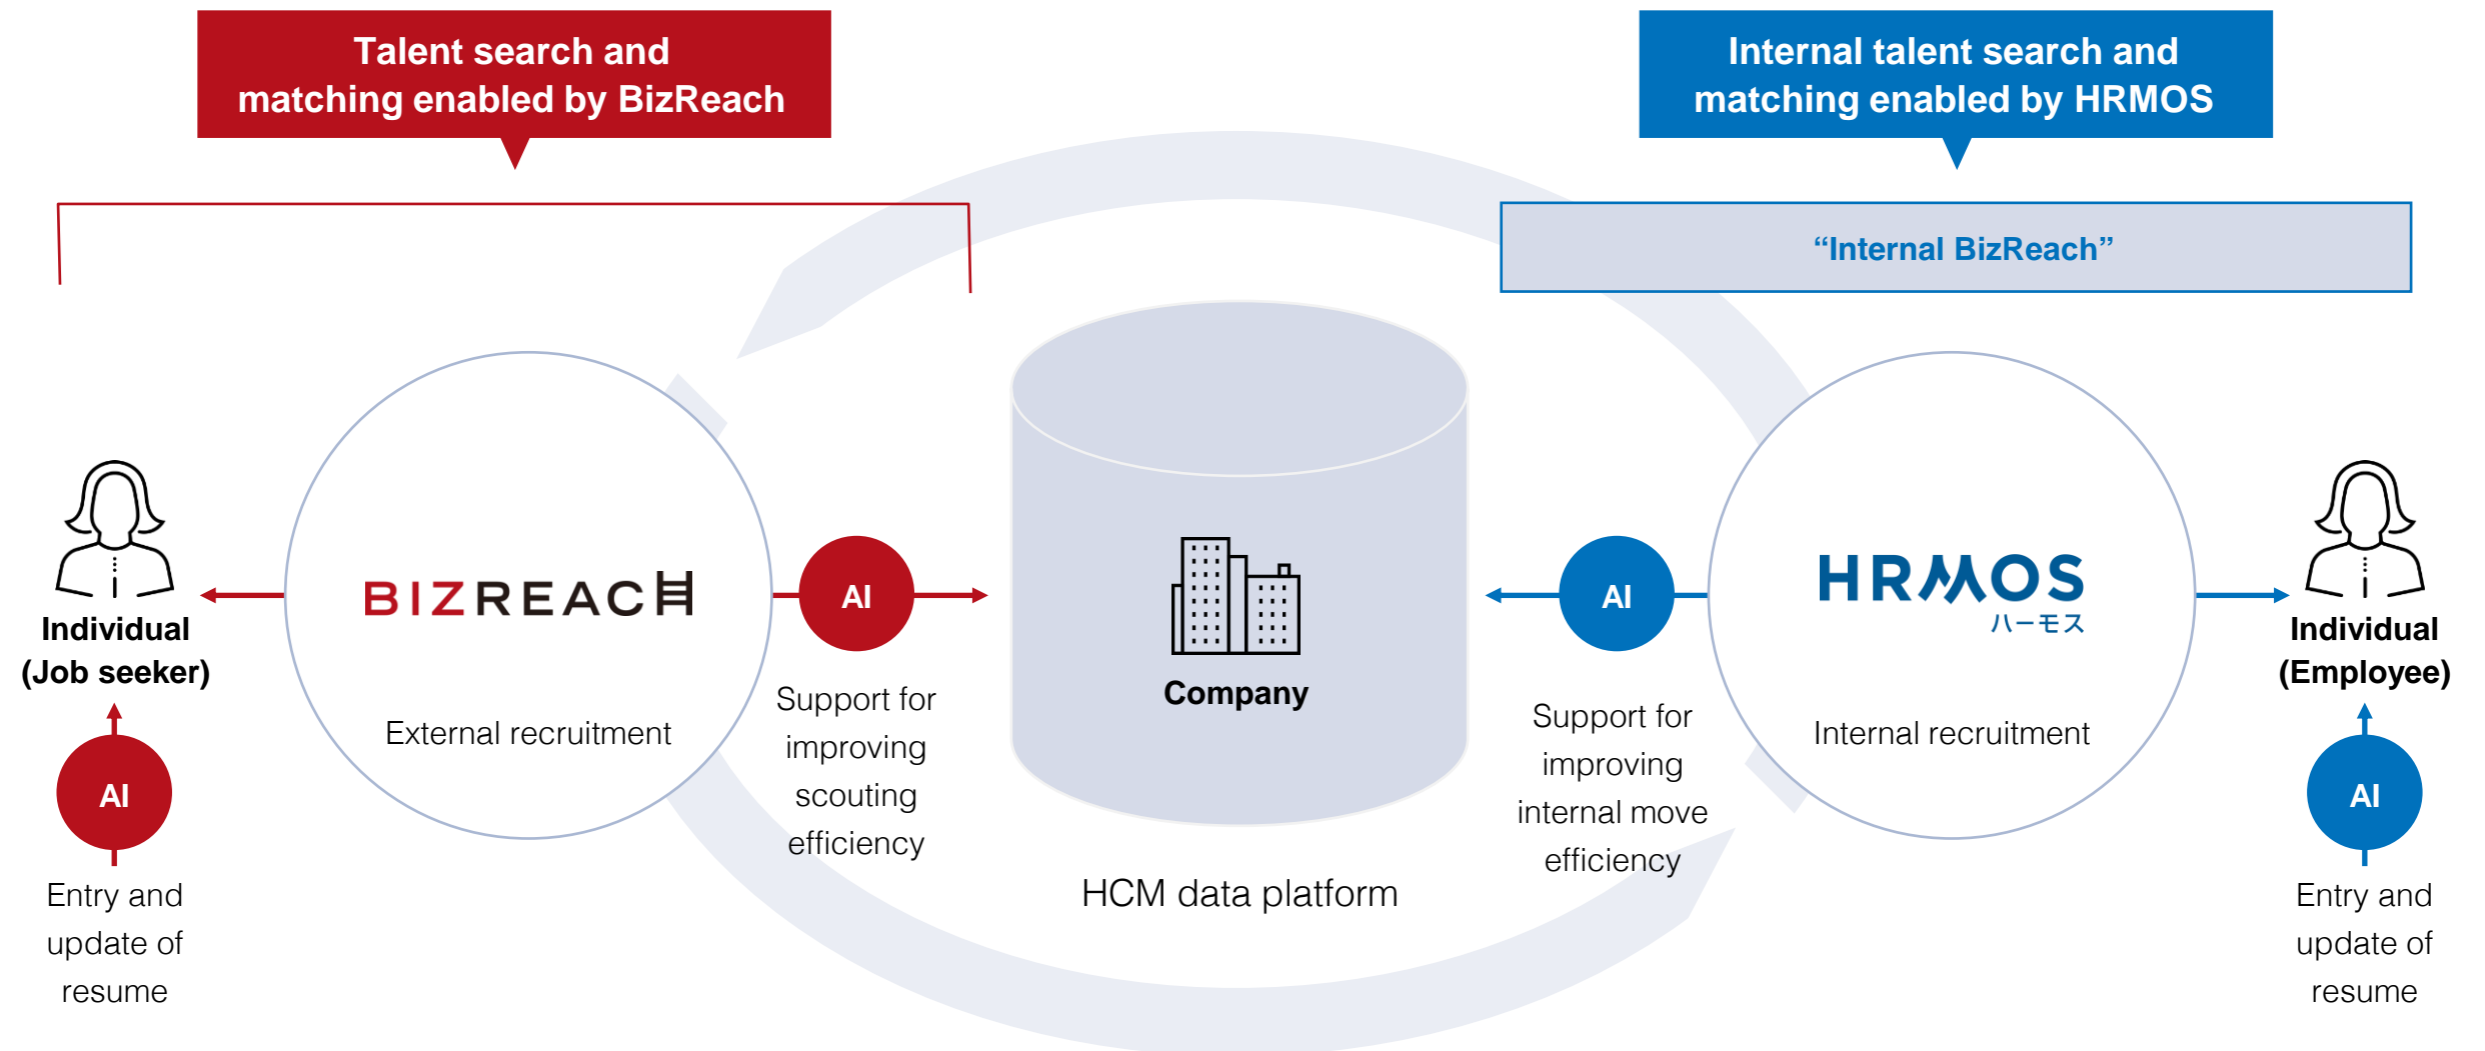 Talent search and
matching enabled by BizReach
Internal talent search and
matching enabled by HRMOS
“Internal BizReach”
Individual
(Job seeker)
AI
Entry and
update of
resume
BIZREACH
External recruitment
AI
Support for
improving
scouting
efficiency
Company
HCM data platform
AI
Support for
improving
internal move
efficiency
HRMOS
ハーモス
Internal recruitment
Individual
(Employee)
AI
Entry and
update of
resume